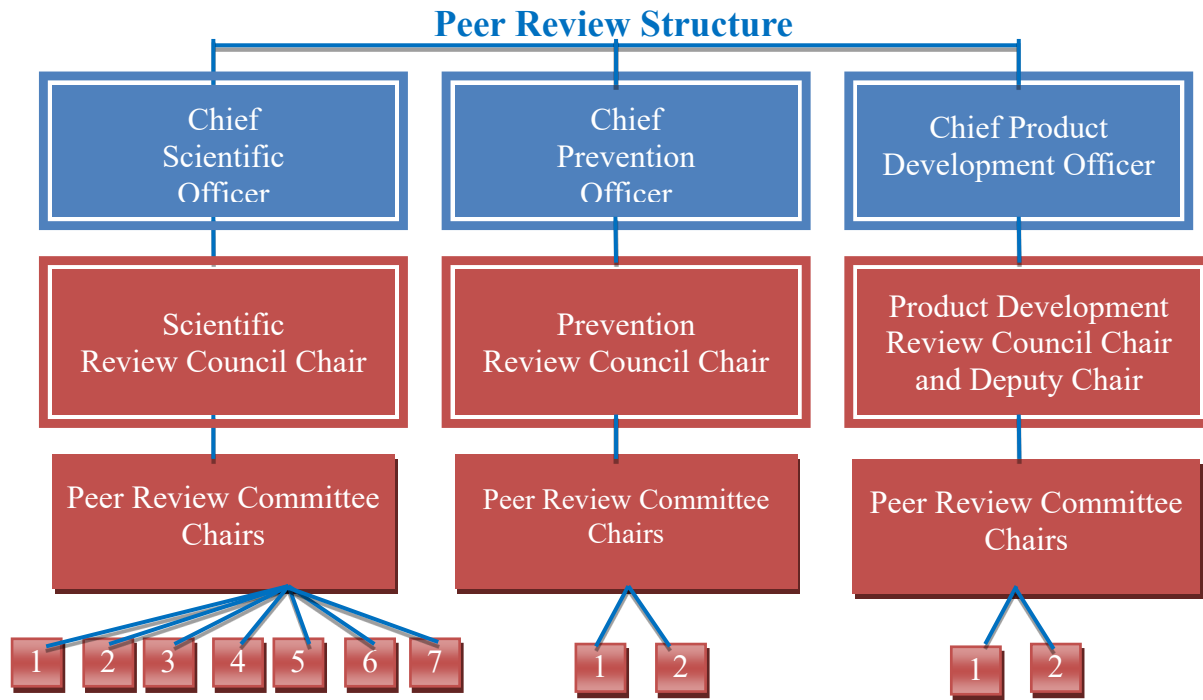 Peer Review Structure
Chief
Scientific
Officer
Chief
Prevention
Officer
Chief Product
Development Officer
Scientific
Review Council Chair
Prevention
Review Council Chair
Product Development
Review Council Chair
and Deputy Chair
Peer Review Committee
Chairs
Peer Review Committee
Chairs
Peer Review Committee
Chairs
1
2
3
4
5
6
7
1
2
1
2